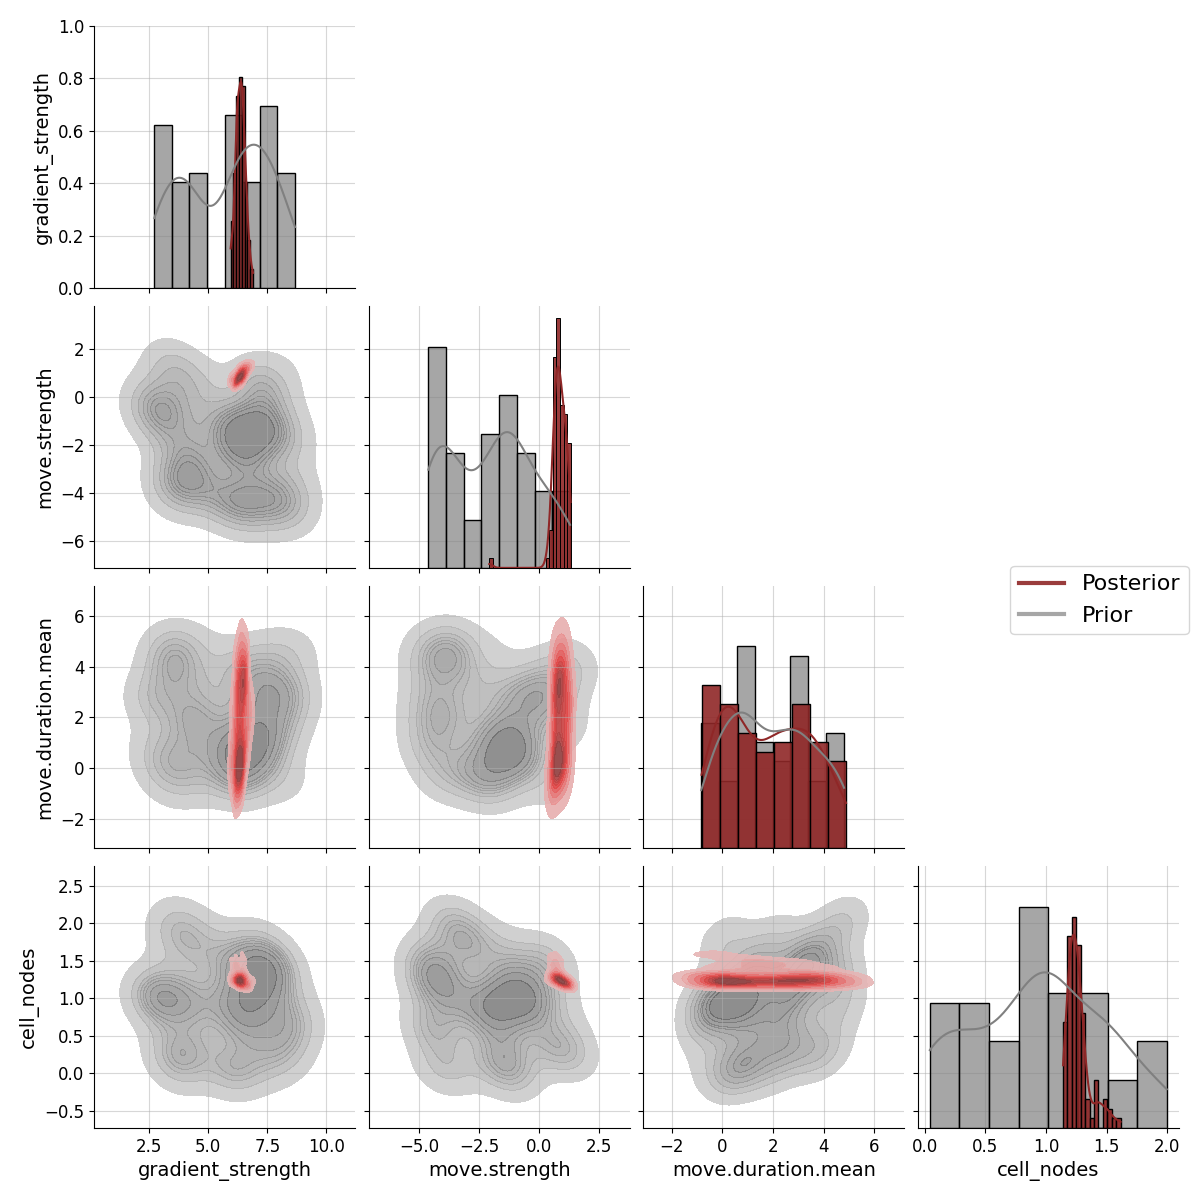 gradient_strength
1.0
0.8
0.6
0.4
0.2
0.0
move.strength
2
0
−2
−4
−6
move.duration.mean
6
4
2
0
−2
Posterior
Prior
cell_nodes
2.5
2.0
1.5
1.0
0.5
0.0
−0.5
2.5 5.0 7.5 10.0
gradient_strength
−5.0 −2.5 0.0 2.5
move.strength
−2 0 2 4 6
move.duration.mean
0.0 0.5 1.0 1.5 2.0
cell_nodes